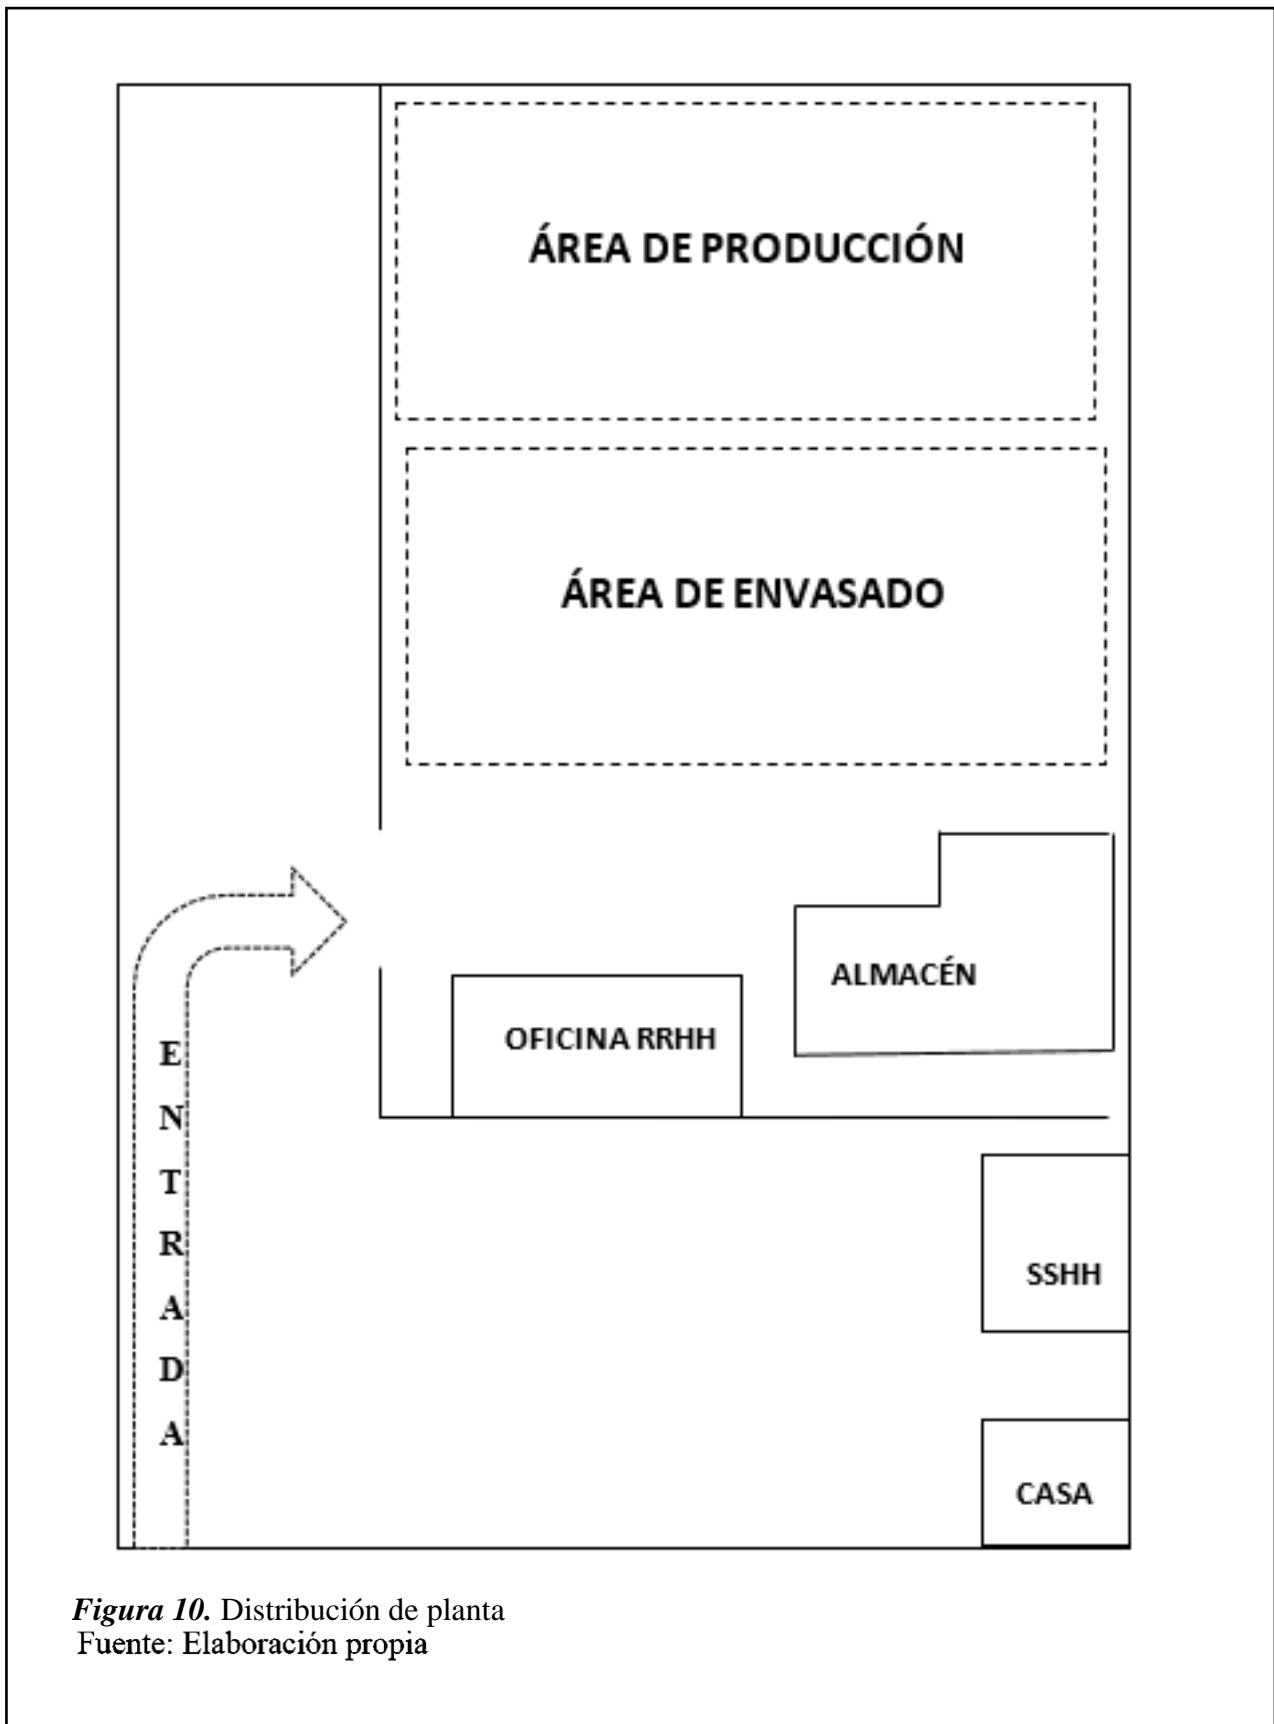 ÁREA DE PRODUCCIÓN
ÁREA DE ENVASADO
ALMACÉN
OFICINA RRHH
E
N
T
R
A
D
A
SSHH
CASA
Figura 10. Distribución de planta
Fuente: Elaboración propia